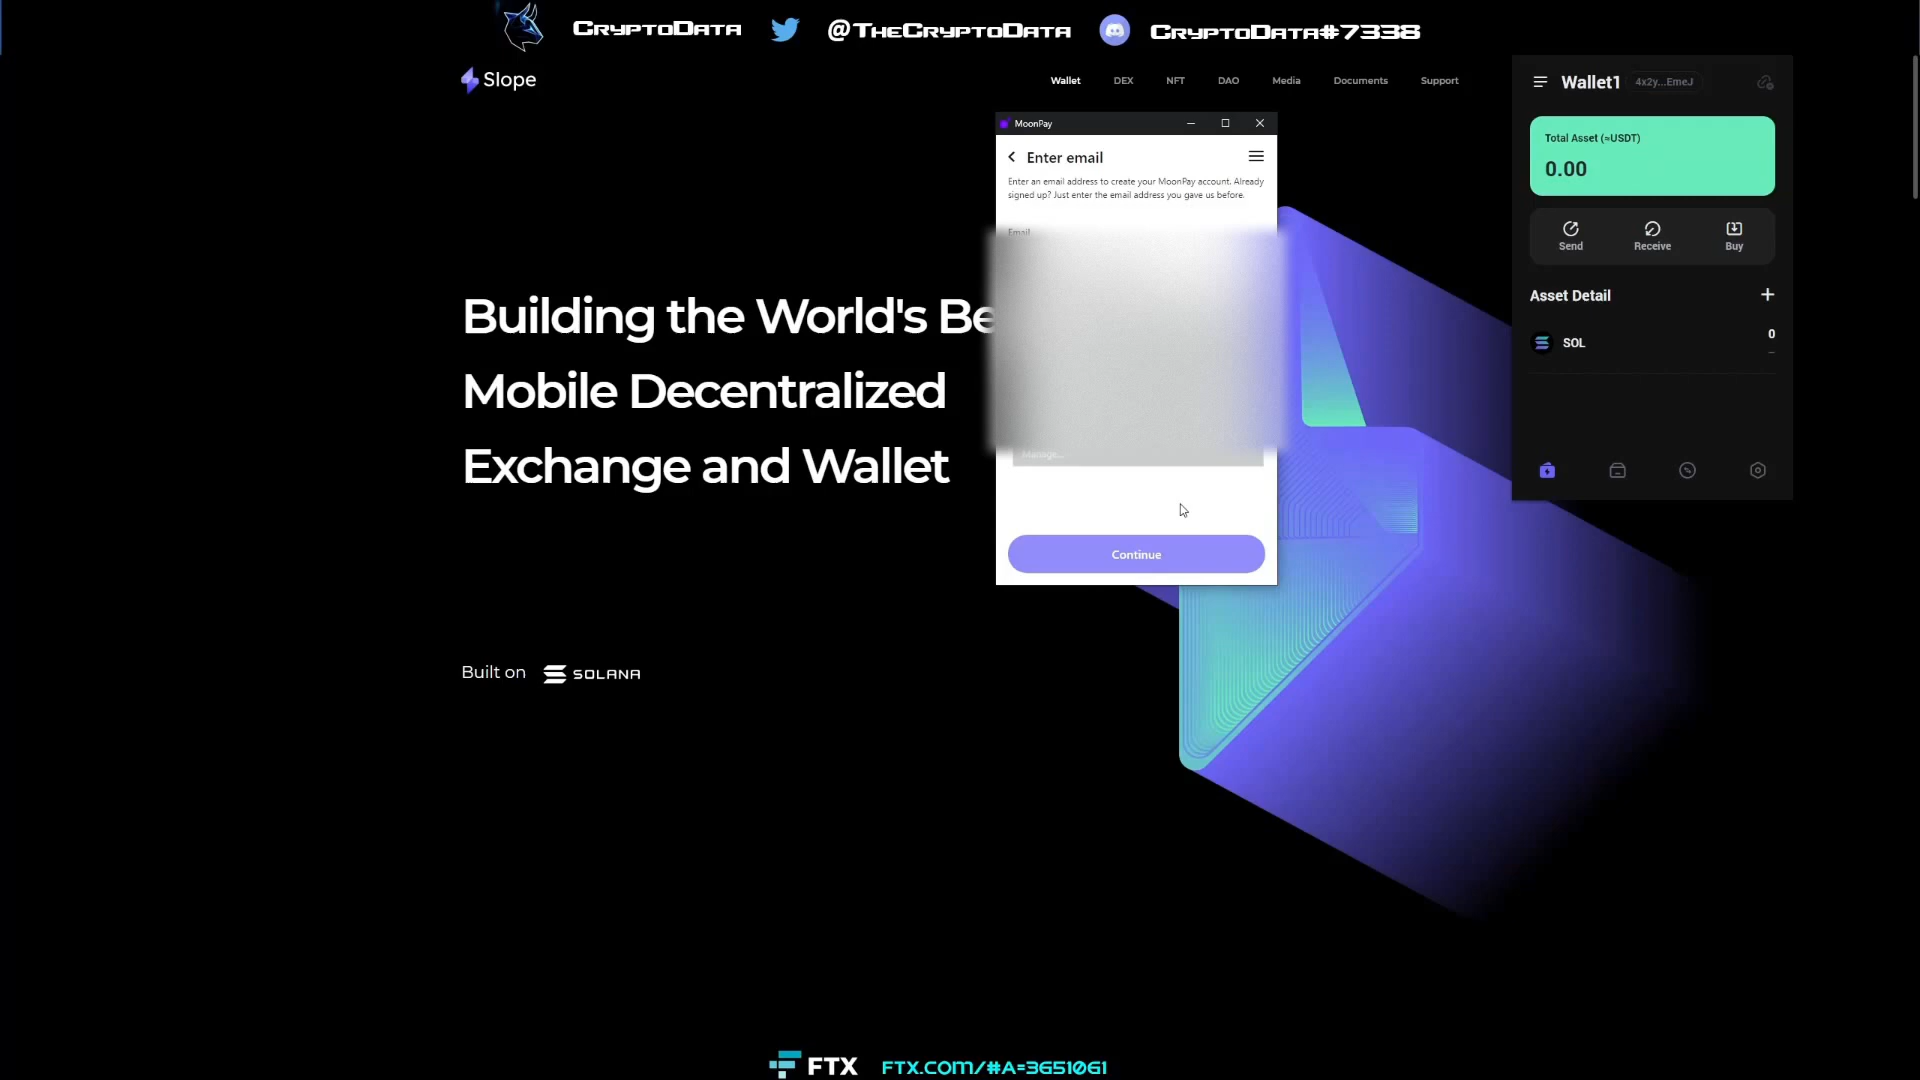 CryptoData @TheCryptoData CryptoData#7338
Slope
Wallet DEX NFT DAO Media Documents Support
Wallet1 4x2y...EmeJ
MoonPay
Total Asset (≈USDT)
0.00
Enter email
Enter an email address to create your MoonPay account. Already
signed up? Just enter the email address you gave us before.
Email
Send Receive Buy
Asset Detail
SOL 0
Building the World's Be
Mobile Decentralized
Exchange and Wallet
Manage...
Continue
Built on SOLANA
FTX FTX.com/#A=3651061